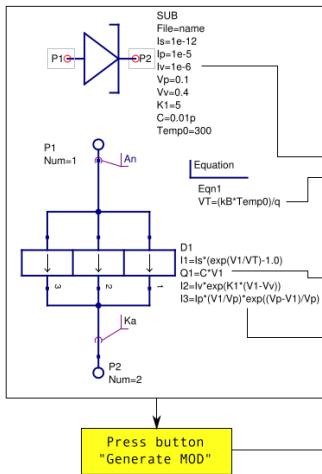 SUB
File=name
Is=1e-12
Ip=1e-5
Iv=1e-6
Vp=0.1
Vv=0.4
K1=5
C=0.01p
Temp0=300
P1
P2
P1
Num=1
An
Equation
Eqn1
VT=(kB*Temp0)/q
D1
I1=Is*(exp(V1/VT)-1.0)
Q1=C*V1
I2=Iv*exp(K1*(V1-Vv))
I3=Ip*(V1/Vp)*exp((Vp-V1)/Vp)
3
2
1
Ka
P2
Num=2
Press button
"Generate MOD"